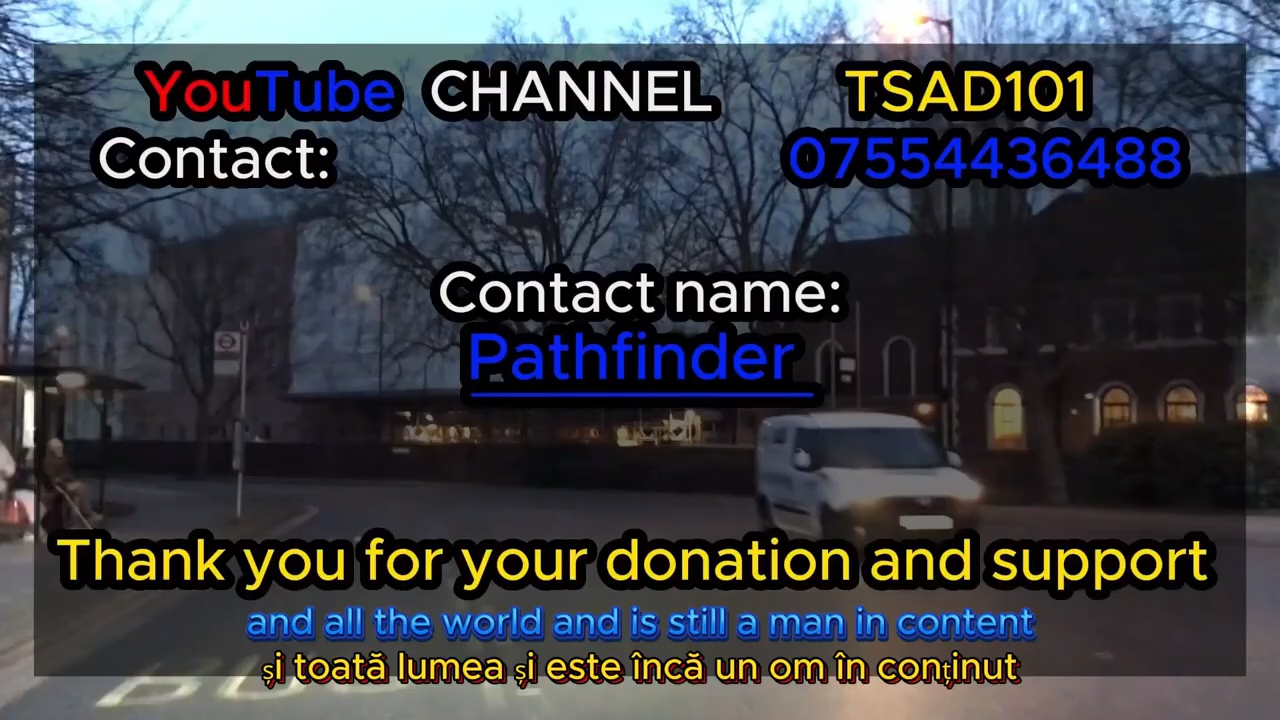 YouTube CHANNEL TSAD101
Contact: 07554436488
Contact name:
Pathfinder
U
Thank you for your donation and support
and all the world and is still a man in content
și toată lumea și este încă un om în conținut